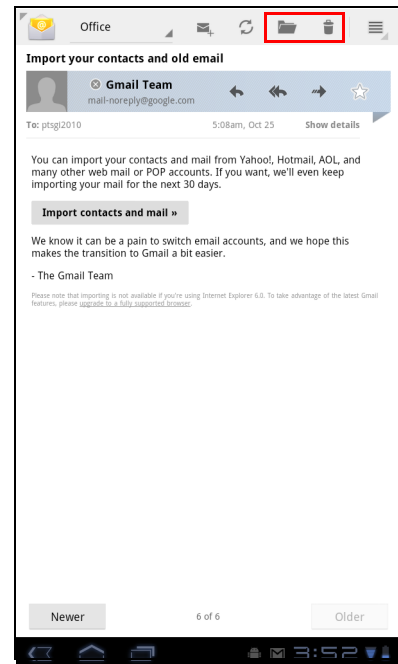 Office
Import your contacts and old email
Gmail Team
mail-noreply@google.com
To: ptsgl2010 5:08am, Oct 25 Show details
You can import your contacts and mail from Yahoo!, Hotmail, AOL, and
many other web mail or POP accounts. If you want, we'll even keep
importing your mail for the next 30 days.
Import contacts and mail »
We know it can be a pain to switch email accounts, and we hope this
makes the transition to Gmail a bit easier.
- The Gmail Team
Please note that importing is not available if you're using Internet Explorer 6.0. To take advantage of the latest Gmail
features, please upgrade to a fully supported browser.
Newer 6 of 6 Older
3:52